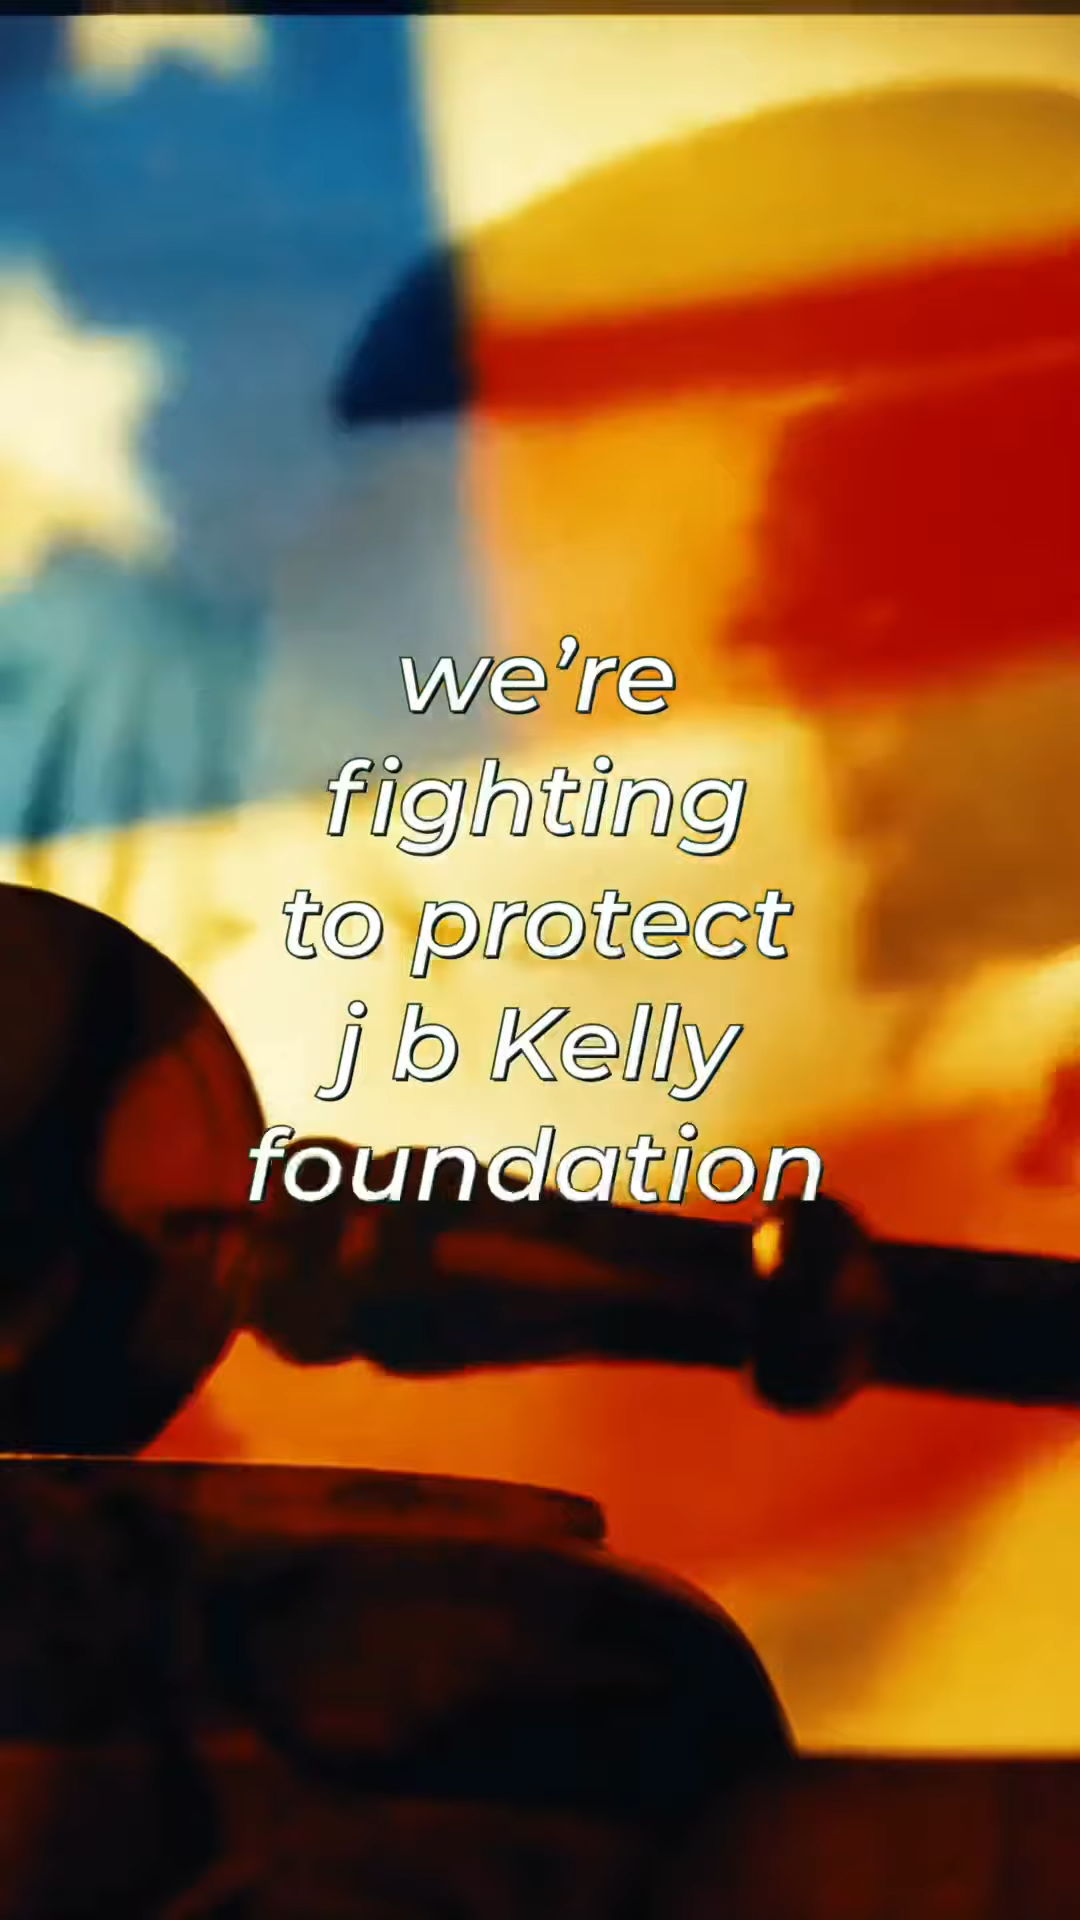 we’re
fighting
to protect
j b Kelly
foundation